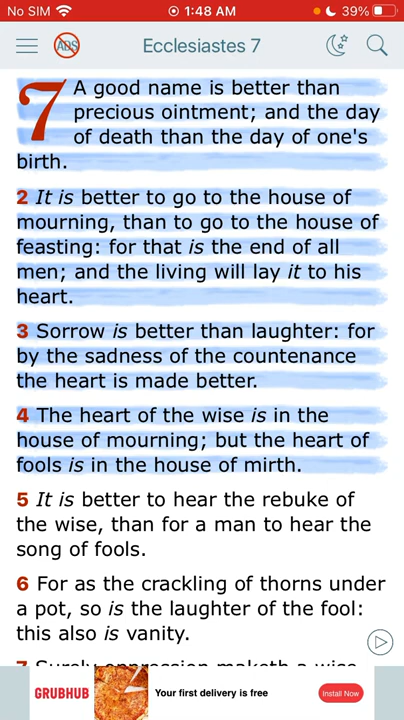 No SIM 1:48 AM 39%
ADS Ecclesiastes 7
7 A good name is better than
precious ointment; and the day
of death than the day of one's
birth.
2 It is better to go to the house of
mourning, than to go to the house of
feasting: for that is the end of all
men; and the living will lay it to his
heart.
3 Sorrow is better than laughter: for
by the sadness of the countenance
the heart is made better.
4 The heart of the wise is in the
house of mourning; but the heart of
fools is in the house of mirth.
5 It is better to hear the rebuke of
the wise, than for a man to hear the
song of fools.
6 For as the crackling of thorns under
a pot, so is the laughter of the fool:
this also is vanity.
7 Surely oppression maketh a wise
GRUBHUB Your first delivery is free Install Now